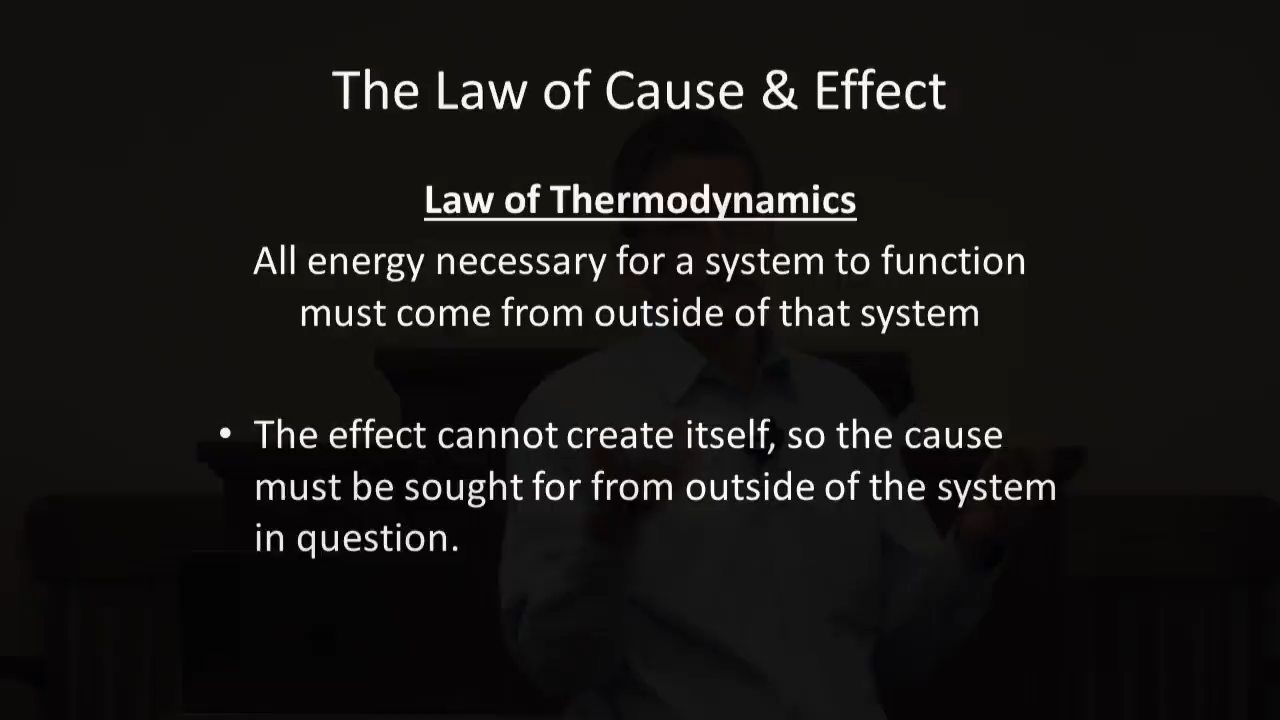 The Law of Cause & Effect
Law of Thermodynamics
All energy necessary for a system to function
must come from outside of that system
• The effect cannot create itself, so the cause
must be sought for from outside of the system
in question.